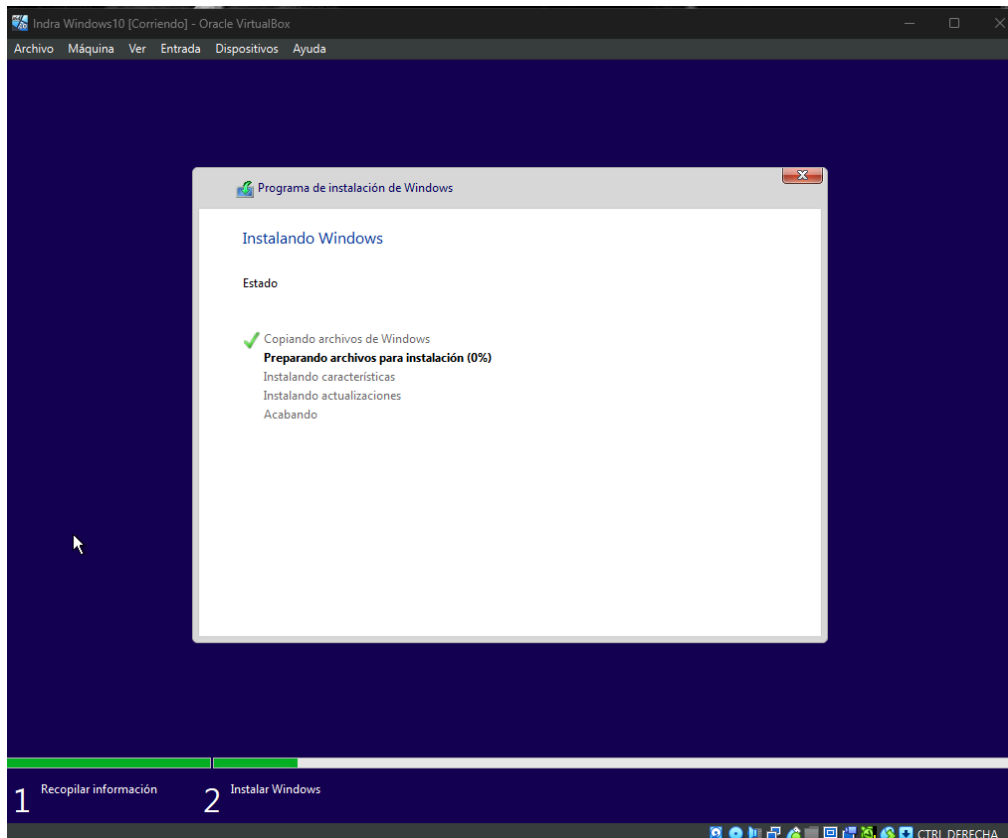 Indra Windows10 [Corriendo] - Oracle VirtualBox
Archivo Máquina Ver Entrada Dispositivos Ayuda
Programa de instalación de Windows
Instalando Windows
Estado
Copiando archivos de Windows
Preparando archivos para instalación (0%)
Instalando características
Instalando actualizaciones
Acabando
1 Recopilar información 2 Instalar Windows
CTRL DERECHA